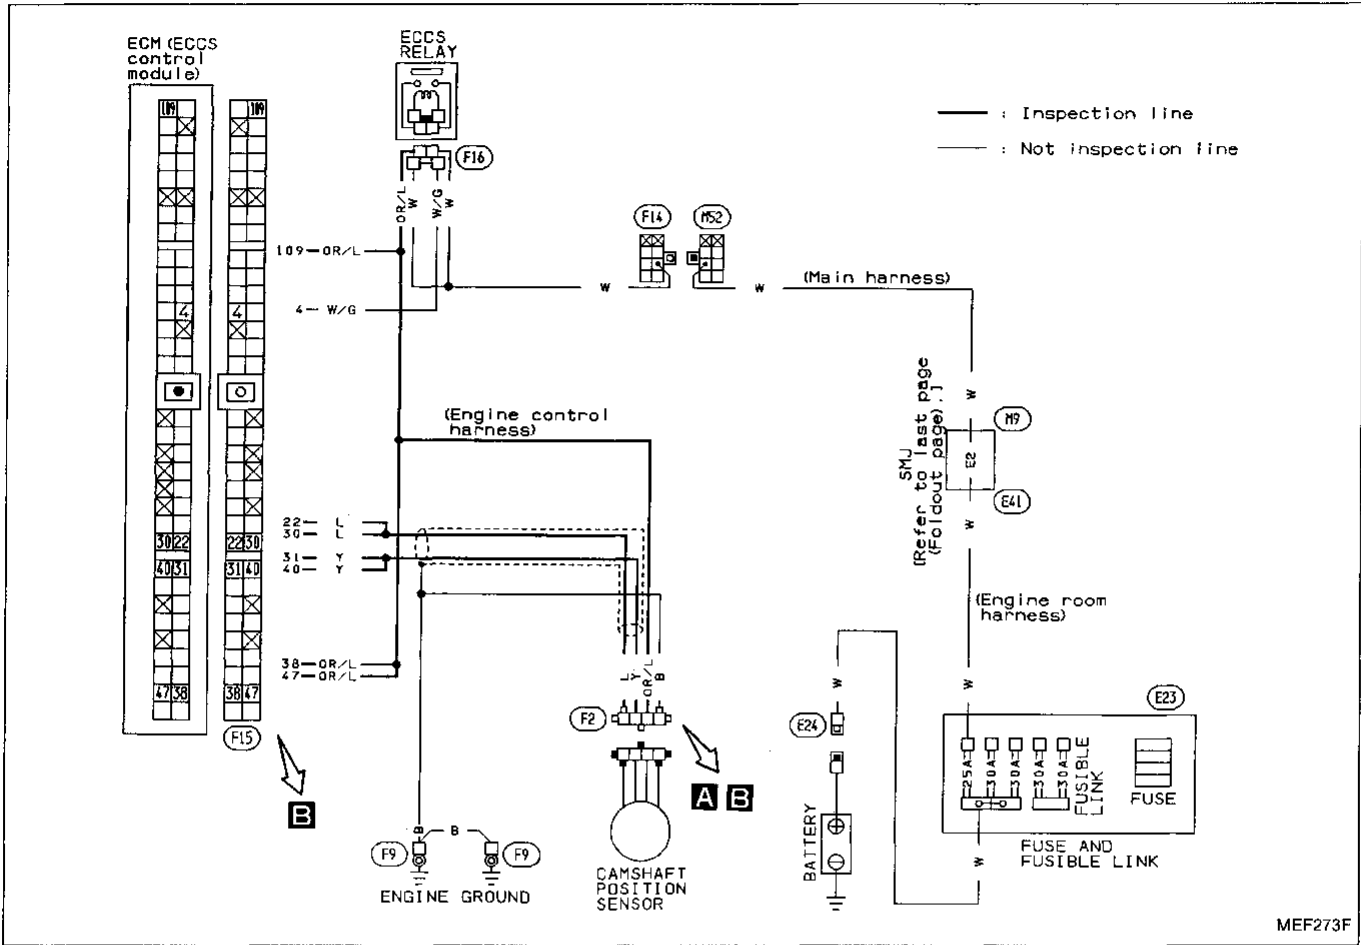 ECM (ECCS
control
module)
ECCS
RELAY
109
109
F16
: Inspection line
: Not inspection line
OR/L
W
W/G
W
F14
M52
109 OR/L
W
W
(Main harness)
4 W/G
4
4
(Engine control
harness)
W
SMJ
[Refer to last page
(Foldout page).]
M9
E2
E41
W
22 L
30 L
31 Y
40 Y
30 22
22 30
40 31
31 40
(Engine room
harness)
38 OR/L
47 OR/L
47 38
38 47
F15
L
Y
OR/L
B
F2
W
E24
W
E23
25A
30A
30A
30A
30A
FUSIBLE
LINK
FUSE
B
A B
BATTERY
W
FUSE AND
FUSIBLE LINK
B
B
F9
F9
ENGINE GROUND
CAMSHAFT
POSITION
SENSOR
MEF273F